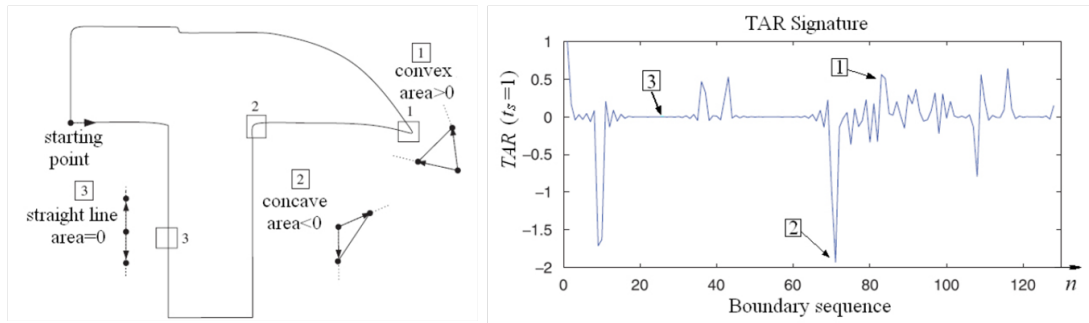 1
convex
area>0
1
2
starting
point
3
straight line
area=0
2
concave
area<0
3
TAR Signature
TAR (ts=1)
1
0.5
0
−0.5
−1
−1.5
−2
3
1
2
0 20 40 60 80 100 120 n
Boundary sequence